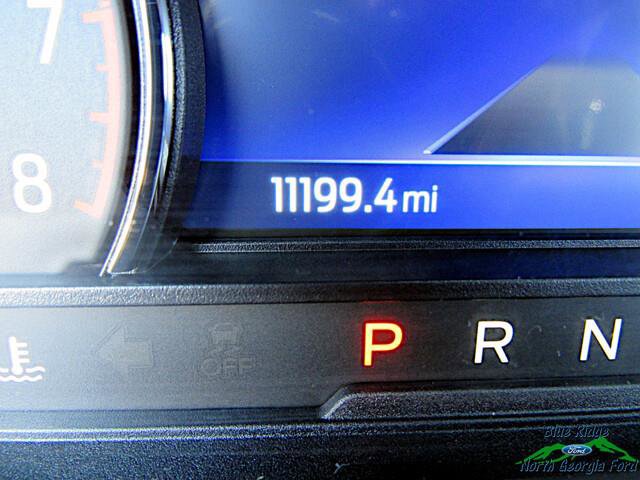 7
8
11199.4 mi
OFF
P R N
Blue Ridge
Ford
North Georgia Ford